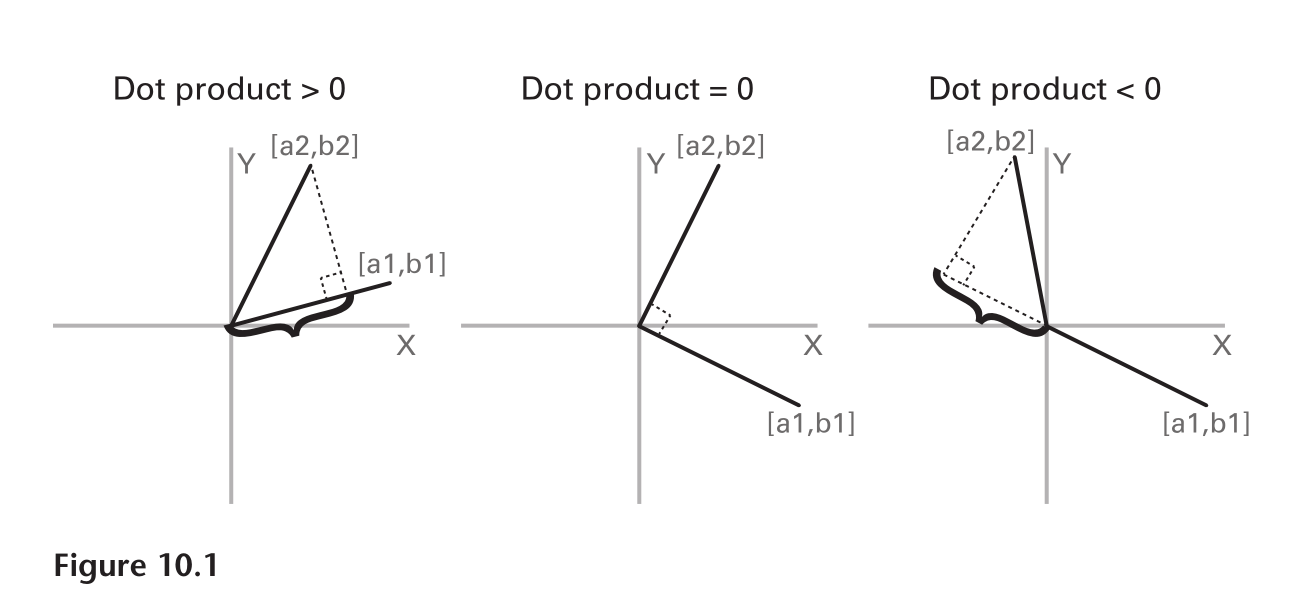 Dot product > 0
Dot product = 0
Dot product < 0
[a2,b2]
Y
[a1,b1]
X
[a2,b2]
Y
X
[a1,b1]
[a2,b2]
Y
X
[a1,b1]
Figure 10.1